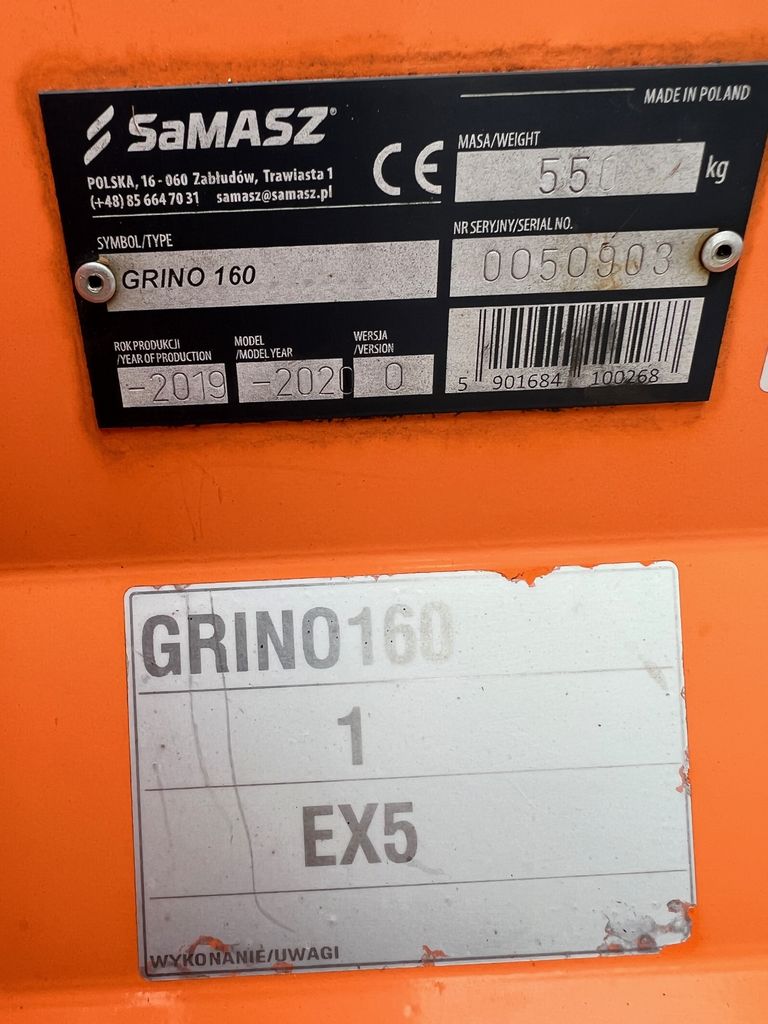 SaMASZ®
MADE IN POLAND
POLSKA, 16 - 060 Zabłudów, Trawiasta 1
(+48) 85 664 70 31 samasz@samasz.pl
CE
MASA/WEIGHT
550 kg
SYMBOL/TYPE
GRINO 160
NR SERYJNY/SERIAL NO.
0050903
ROK PRODUKCJI
/YEAR OF PRODUCTION
-2019
MODEL
/MODEL YEAR
-2020
WERSJA
/VERSION
0
5 901684 100268
GRINO160
1
EX5
WYKONANIE/UWAGI